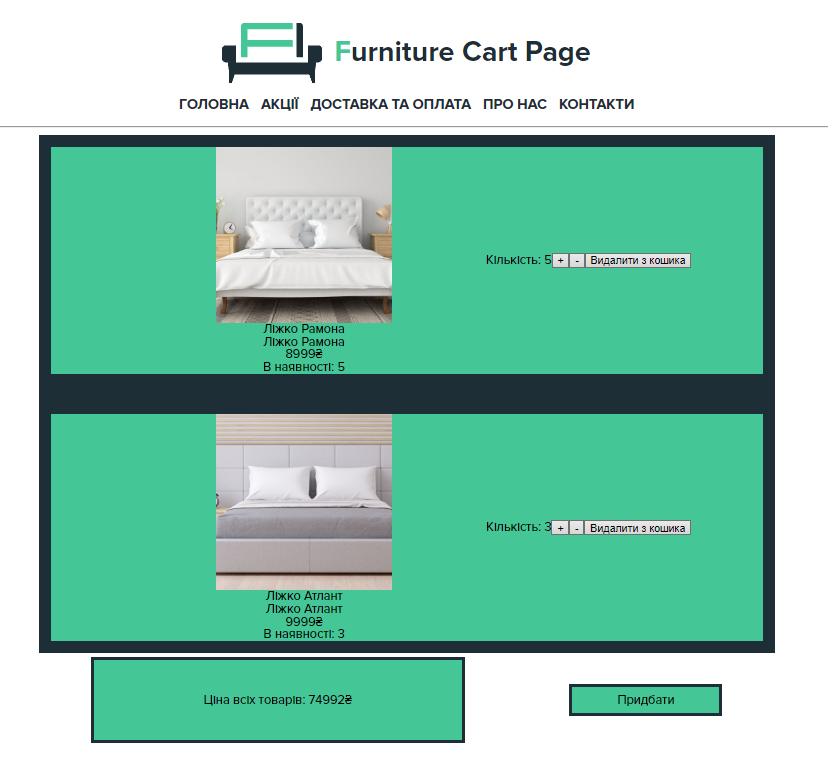 Furniture Cart Page
ГОЛОВНА АКЦІЇ ДОСТАВКА ТА ОПЛАТА ПРО НАС КОНТАКТИ
Кількість: 5 + - Видалити з кошика
Ліжко Рамона
Ліжко Рамона
8999₴
В наявності: 5
Кількість: 3 + - Видалити з кошика
Ліжко Атлант
Ліжко Атлант
9999₴
В наявності: 3
Ціна всіх товарів: 74992₴
Придбати